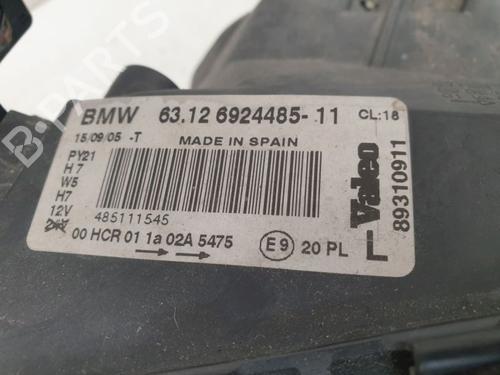 B-PARTS
BMW 63.12 6924485-11 CL:18
15/09/05 -T MADE IN SPAIN
PY21
H7
W5
H7
12V
485111545
00 HCR 01 1a 02A 5475 E9 20 PL
L Valeo
89310911